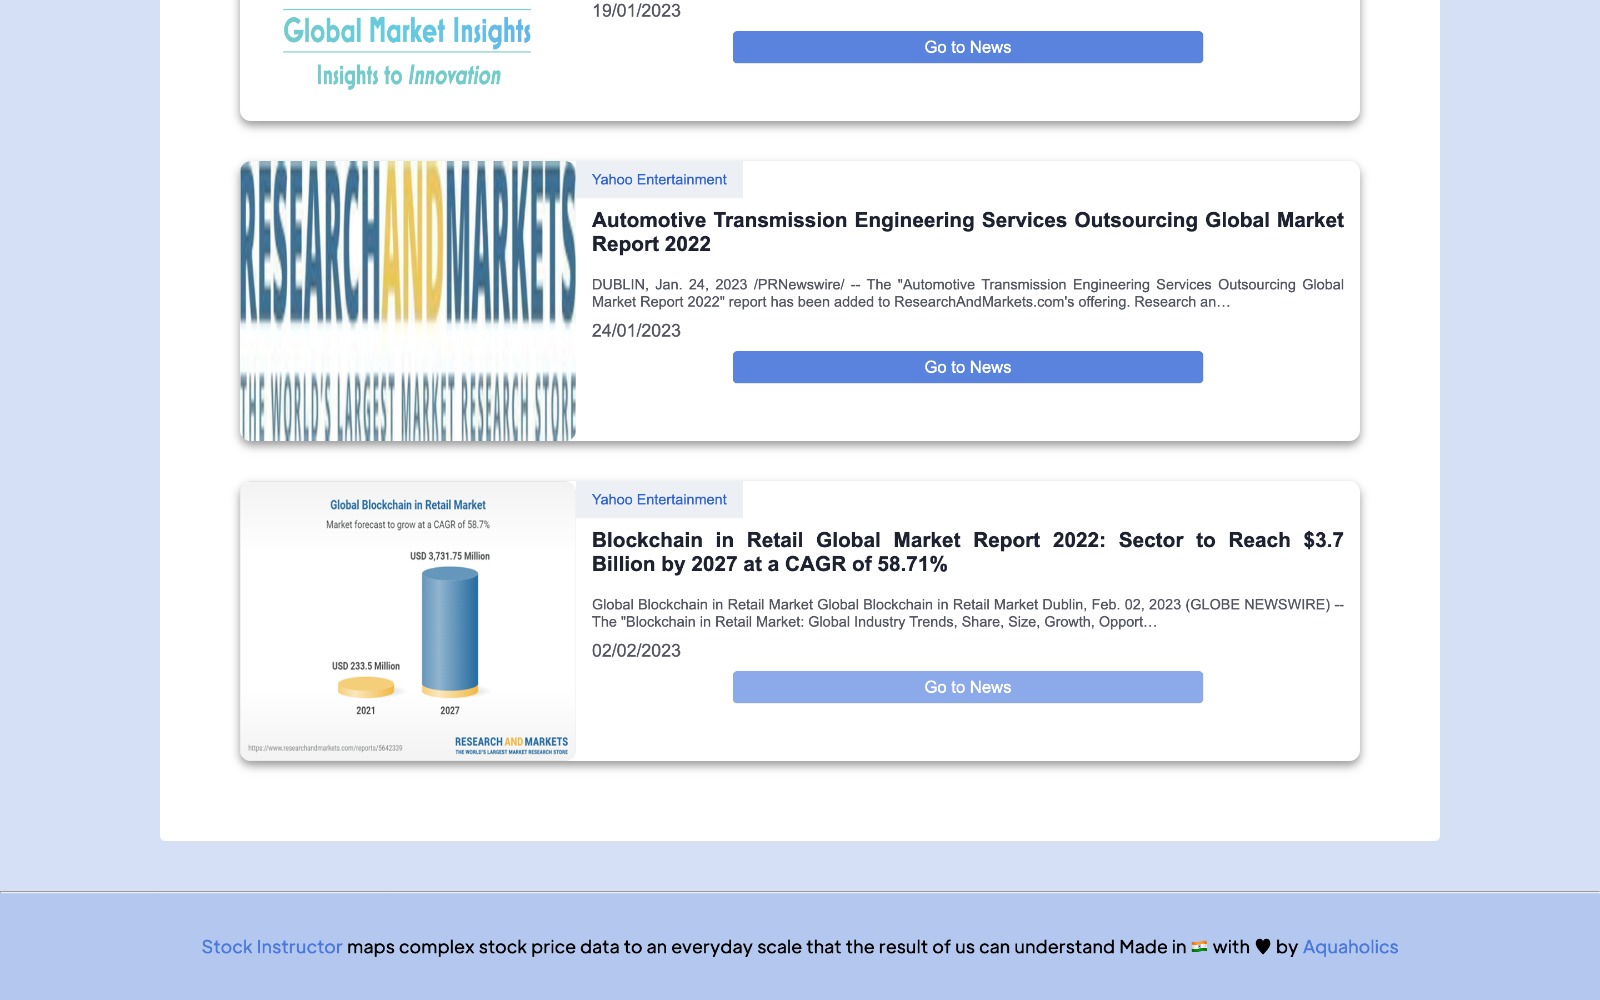 19/01/2023
Global Market Insights
Go to News
Insights to Innovation
RESEARCHANDMARKETS
THE WORLD'S LARGEST MARKET RESEARCH STORE
Yahoo Entertainment
Automotive Transmission Engineering Services Outsourcing Global Market
Report 2022
DUBLIN, Jan. 24, 2023 /PRNewswire/ -- The "Automotive Transmission Engineering Services Outsourcing Global
Market Report 2022" report has been added to ResearchAndMarkets.com's offering. Research an…
24/01/2023
Go to News
Global Blockchain in Retail Market
Market forecast to grow at a CAGR of 58.7%
USD 3,731.75 Million
USD 233.5 Million
2021
2027
https://www.researchandmarkets.com/reports/5642339
RESEARCH AND MARKETS
THE WORLD'S LARGEST MARKET RESEARCH STORE
Yahoo Entertainment
Blockchain in Retail Global Market Report 2022: Sector to Reach $3.7
Billion by 2027 at a CAGR of 58.71%
Global Blockchain in Retail Market Global Blockchain in Retail Market Dublin, Feb. 02, 2023 (GLOBE NEWSWIRE) --
The "Blockchain in Retail Market: Global Industry Trends, Share, Size, Growth, Opport…
02/02/2023
Go to News
Stock Instructor maps complex stock price data to an everyday scale that the result of us can understand Made in 🇮🇳 with ♥ by Aquaholics